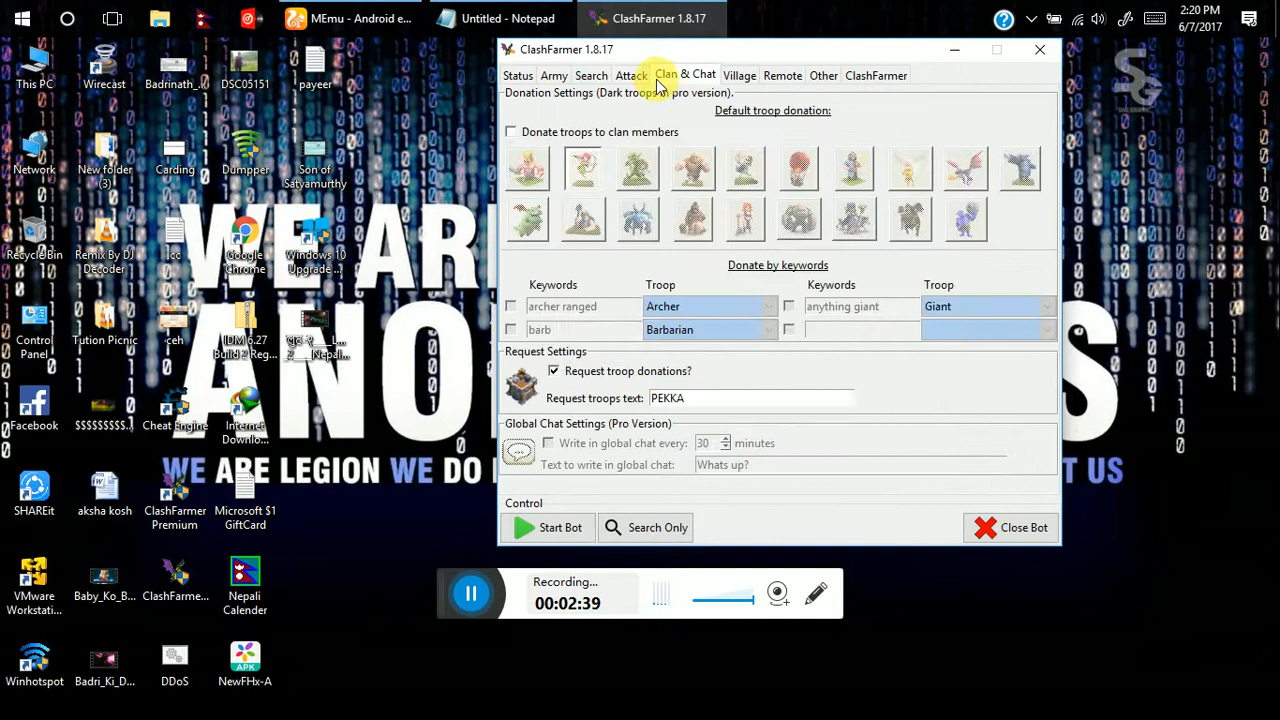 MEmu - Android e...
Untitled - Notepad
ClashFarmer 1.8.17
2:20 PM
6/7/2017
This PC
Wirecast
Badrinath_...
DSC05151
payeer
Network
New folder (3)
Carding
Dumpper
Son of Satyamurthy
Recycle Bin
Remix By DJ Decoder
icc
Google Chrome
Windows 10 Upgrade ...
Control Panel
Tution Picnic
ceh
IDM 6.27 Build 2 Reg...
Facebook
$$$$$$$$$...
Cheat Engine
Internet Downlo...
SHAREit
aksha kosh
ClashFarmer Premium
Microsoft $1 GiftCard
VMware Workstati...
Baby_Ko_B...
ClashFarme...
Nepali Calender
Winhotspot
Badri_Ki_D...
DDoS
NewFHx-A
WE ARE
ANO
WE ARE LEGION WE DO
T US
ClashFarmer 1.8.17
Status Army Search Attack Clan & Chat Village Remote Other ClashFarmer
Donation Settings (Dark troops in pro version).
Default troop donation:
Donate troops to clan members
Donate by keywords
Keywords Troop Keywords Troop
archer ranged Archer anything giant Giant
barb Barbarian
Request Settings
Request troop donations?
Request troops text: PEKKA
Global Chat Settings (Pro Version)
Write in global chat every: 30 minutes
Text to write in global chat: Whats up?
Control
Start Bot Search Only Close Bot
Recording...
00:02:39